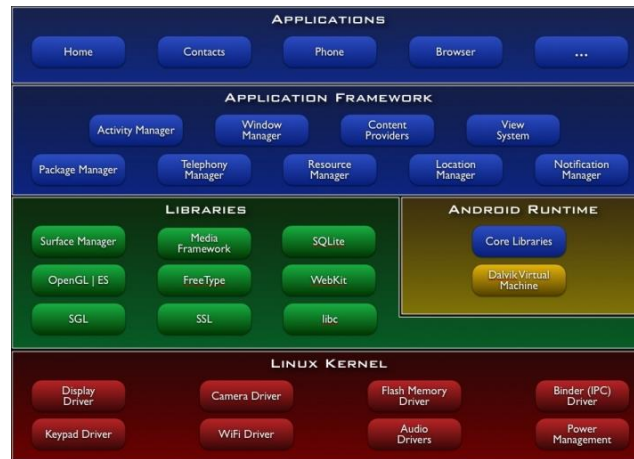 APPLICATIONS
Home Contacts Phone Browser ...
APPLICATION FRAMEWORK
Activity Manager Window Manager Content Providers View System
Package Manager Telephony Manager Resource Manager Location Manager Notification Manager
LIBRARIES
Surface Manager Media Framework SQLite
OpenGL | ES FreeType WebKit
SGL SSL libc
ANDROID RUNTIME
Core Libraries
Dalvik Virtual Machine
LINUX KERNEL
Display Driver Camera Driver Flash Memory Driver Binder (IPC) Driver
Keypad Driver WiFi Driver Audio Drivers Power Management